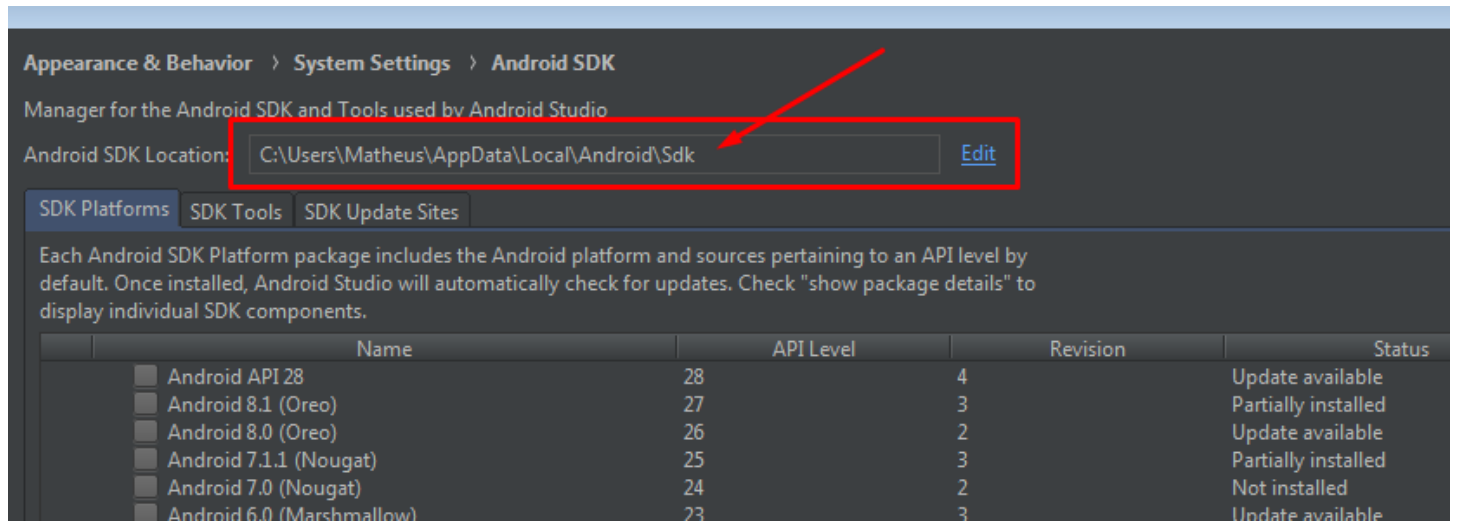 Appearance & Behavior > System Settings > Android SDK
Manager for the Android SDK and Tools used by Android Studio
Android SDK Location: C:\Users\Matheus\AppData\Local\Android\Sdk Edit
SDK Platforms SDK Tools SDK Update Sites
Each Android SDK Platform package includes the Android platform and sources pertaining to an API level by
default. Once installed, Android Studio will automatically check for updates. Check "show package details" to
display individual SDK components.
Name API Level Revision Status
Android API 28 28 4 Update available
Android 8.1 (Oreo) 27 3 Partially installed
Android 8.0 (Oreo) 26 2 Update available
Android 7.1.1 (Nougat) 25 3 Partially installed
Android 7.0 (Nougat) 24 2 Not installed
Android 6.0 (Marshmallow) 23 3 Update available